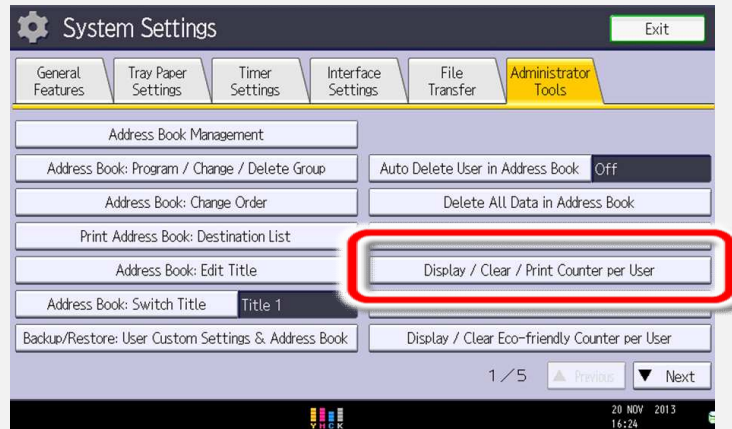 System Settings
Exit
General Features
Tray Paper Settings
Timer Settings
Interface Settings
File Transfer
Administrator Tools
Address Book Management
Address Book: Program / Change / Delete Group
Auto Delete User in Address Book Off
Address Book: Change Order
Delete All Data in Address Book
Print Address Book: Destination List
Address Book: Edit Title
Display / Clear / Print Counter per User
Address Book: Switch Title Title 1
Backup/Restore: User Custom Settings & Address Book
Display / Clear Eco-friendly Counter per User
1/5
▲ Previous
▼ Next
Y M C K
20 NOV 2013
16:24